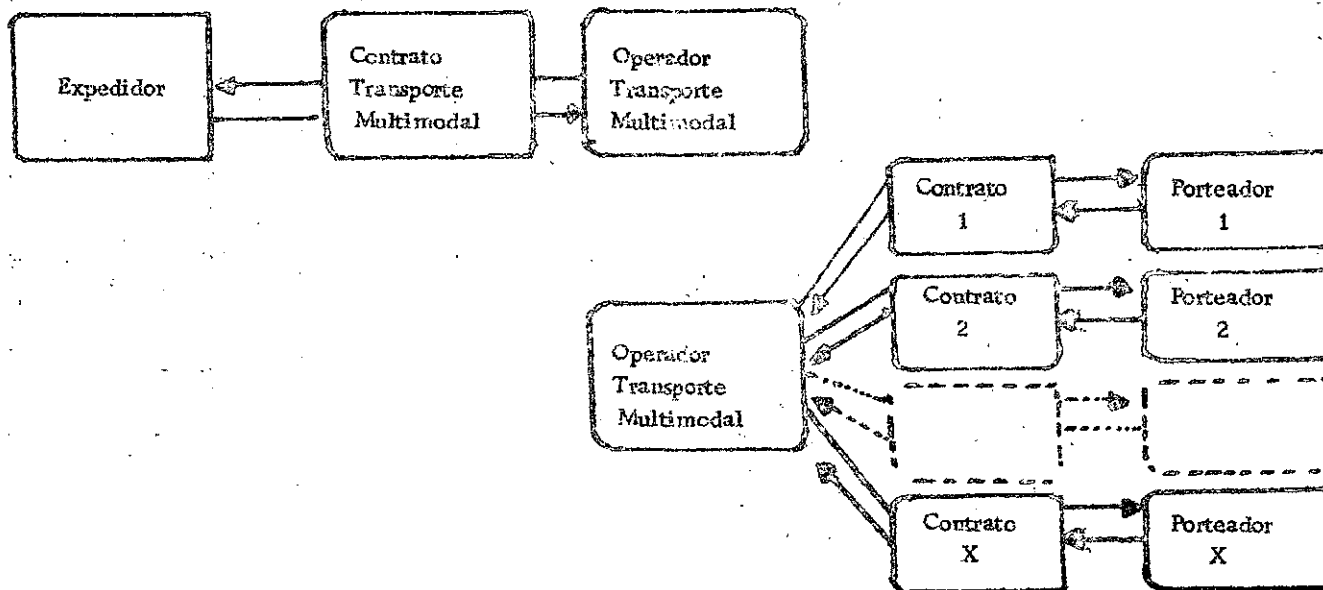 Expedidor
Contrato
Transporte
Multimodal
Operador
Transporte
Multimodal
Contrato
1
Porteador
1
Contrato
2
Porteador
2
Operador
Transporte
Multimodal
Contrato
X
Porteador
X